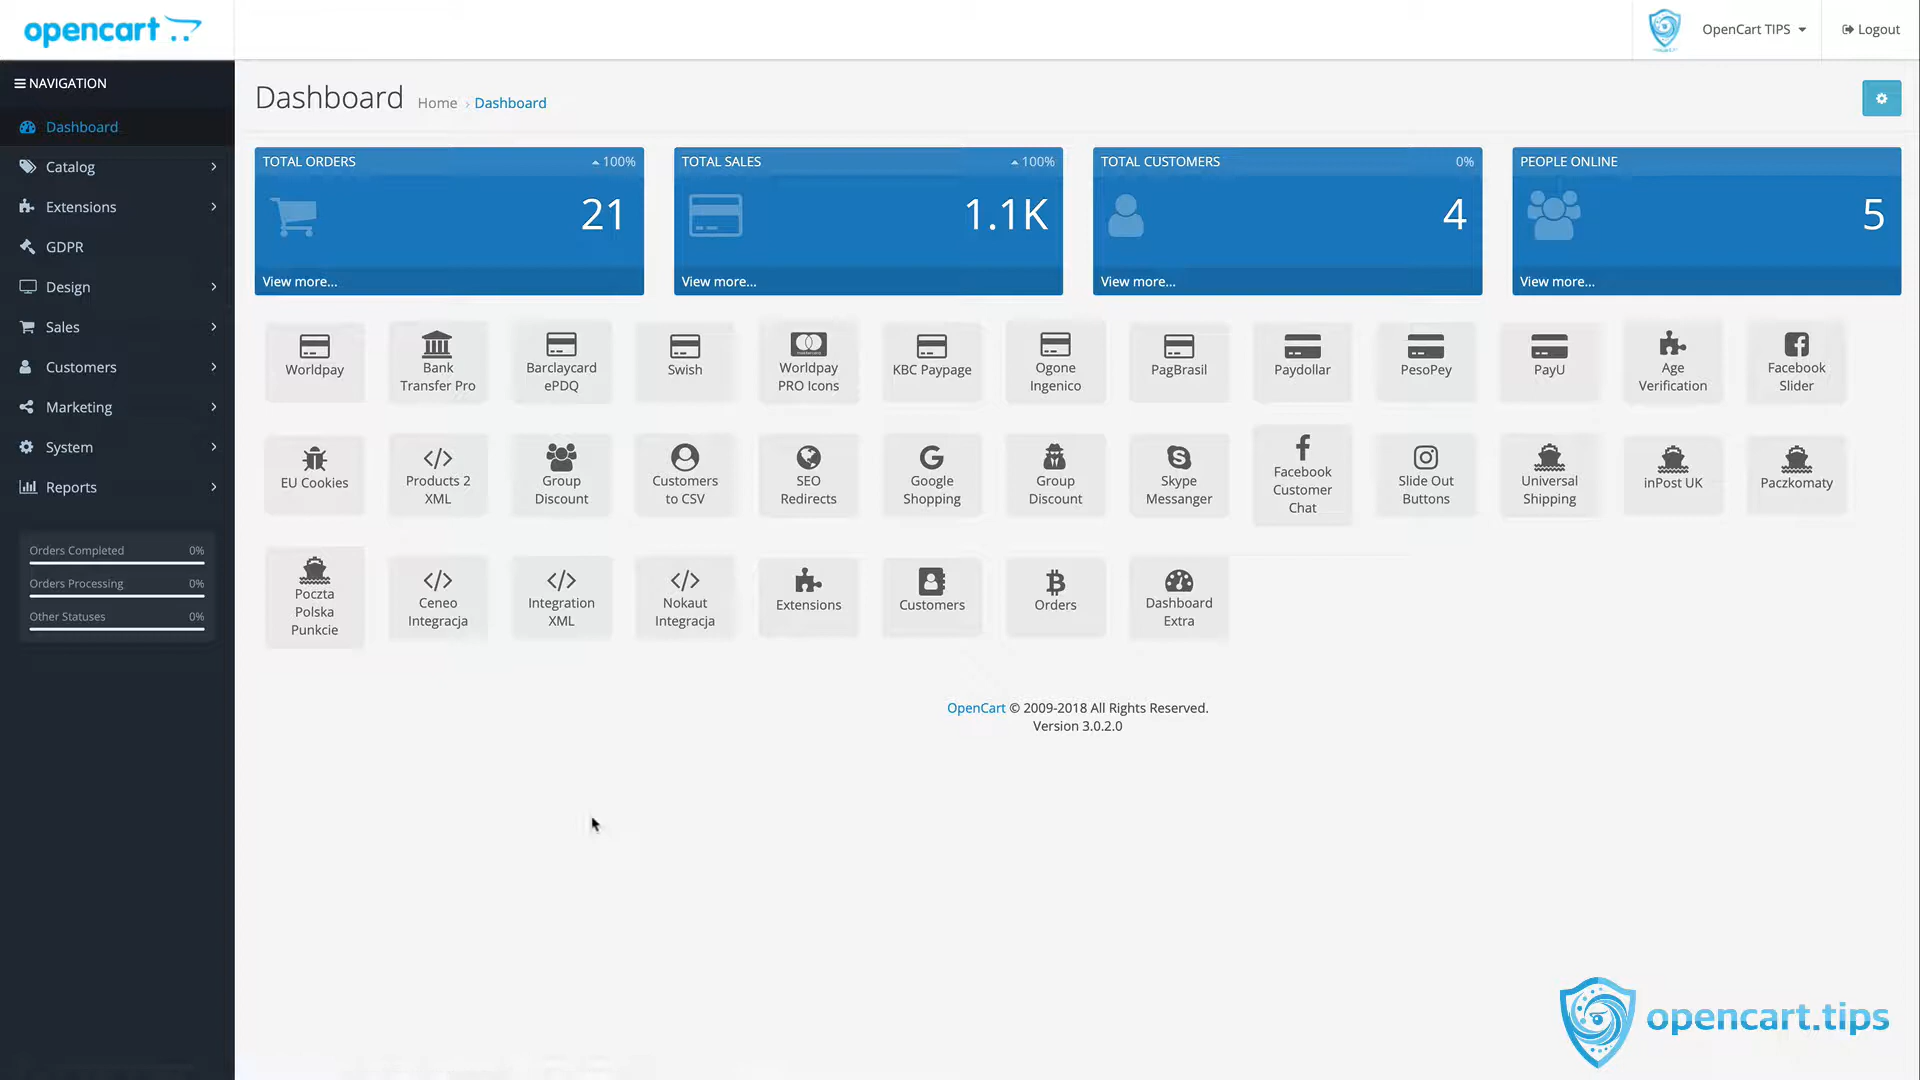 opencart
OpenCart TIPS
Logout
NAVIGATION
Dashboard
Catalog
Extensions
GDPR
Design
Sales
Customers
Marketing
System
Reports
Orders Completed 0%
Orders Processing 0%
Other Statuses 0%
Dashboard Home › Dashboard
TOTAL ORDERS 100%
21
View more...
TOTAL SALES 100%
1.1K
View more...
TOTAL CUSTOMERS 0%
4
View more...
PEOPLE ONLINE
5
View more...
Worldpay
Bank
Transfer Pro
Barclaycard
ePDQ
Swish
Worldpay
PRO Icons
KBC Paypage
Ogone
Ingenico
PagBrasil
Paydollar
PesoPey
PayU
Age
Verification
Facebook
Slider
EU Cookies
Products 2
XML
Group
Discount
Customers
to CSV
SEO
Redirects
Google
Shopping
Group
Discount
Skype
Messanger
Facebook
Customer
Chat
Slide Out
Buttons
Universal
Shipping
inPost UK
Paczkomaty
Poczta
Polska
Punkcie
Ceneo
Integracja
Integration
XML
Nokaut
Integracja
Extensions
Customers
Orders
Dashboard
Extra
OpenCart © 2009-2018 All Rights Reserved.
Version 3.0.2.0
opencart.tips